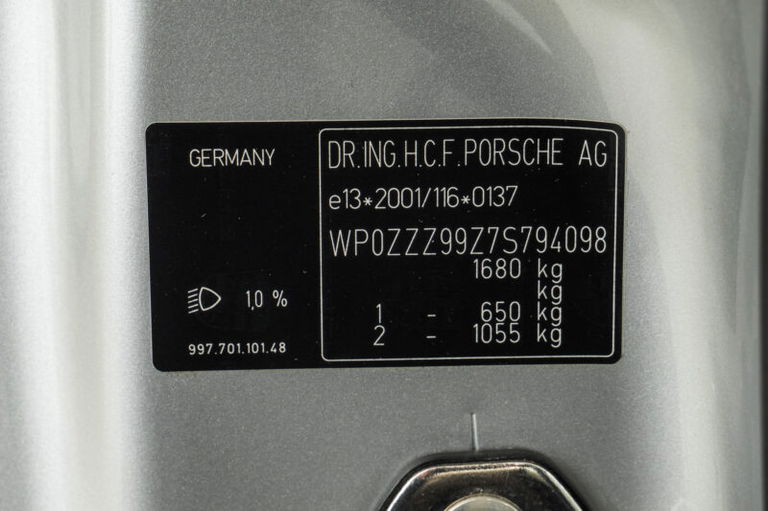 GERMANY
1,0 %
997.701.101.48
DR.ING.H.C.F.PORSCHE AG
e13*2001/116*0137
WP0ZZZ99Z7S794098
1680 kg
kg
1 - 650 kg
2 - 1055 kg